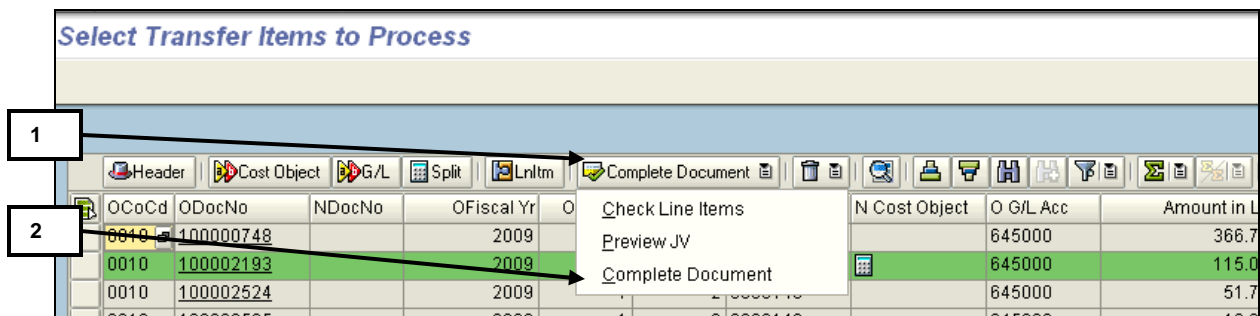 Select Transfer Items to Process
1
Header Cost Object G/L Split LnItm Complete Document
OCoCd ODocNo NDocNo OFiscal Yr O N Cost Object O G/L Acc Amount in L
Check Line Items
2
0010 100000748 2009 645000 366.7
Preview JV
0010 100002193 2009 645000 115.0
Complete Document
0010 100002524 2009 645000 51.7